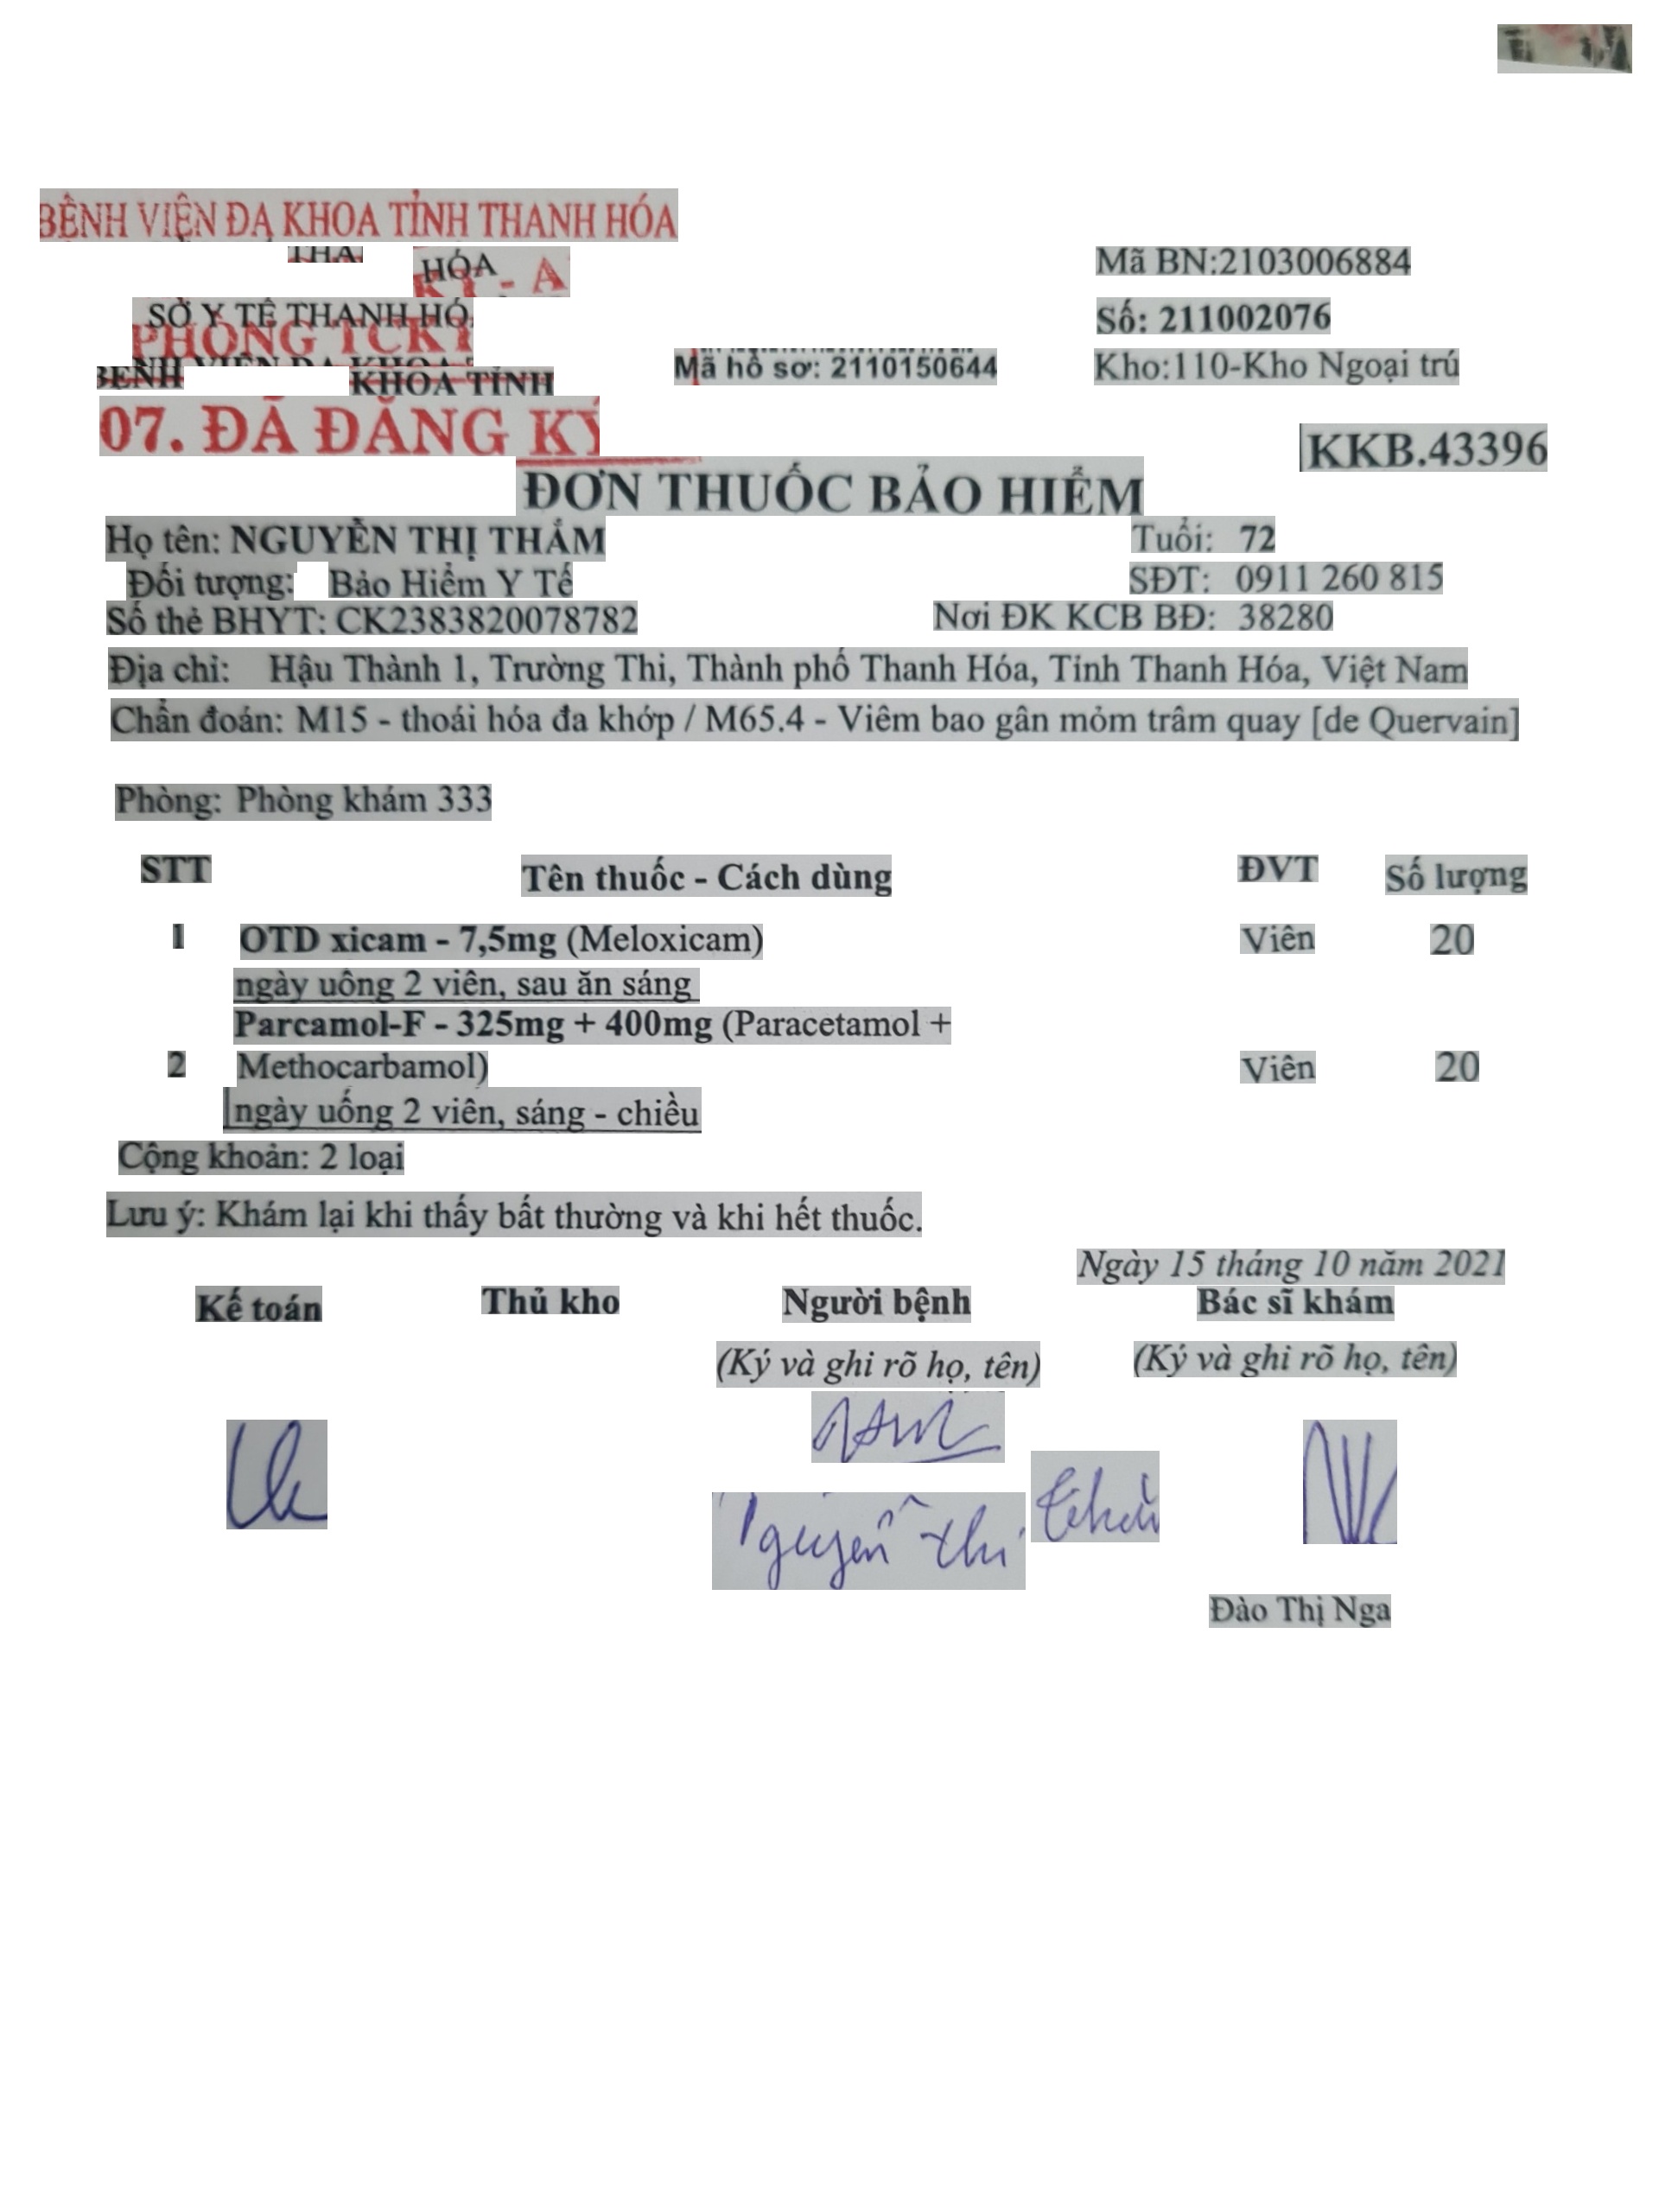 BỆNH VIỆN ĐA KHOA TỈNH THANH HÓA
HÓA
Mã BN:2103006884
SỞ Y TẾ THANH HÓ
PHÒNG TCKT - A
Số: 211002076
BỆNH VIỆN ĐA KHOA TỈNH
Mã hồ sơ: 2110150644
Kho:110-Kho Ngoại trú
07. ĐÃ ĐĂNG KÝ
KKB.43396
ĐƠN THUỐC BẢO HIỂM
Họ tên: NGUYỄN THỊ THẮM
Tuổi: 72
Đối tượng: Bảo Hiểm Y Tế
SĐT: 0911 260 815
Số thẻ BHYT: CK2383820078782
Nơi ĐK KCB BĐ: 38280
Địa chỉ: Hậu Thành 1, Trường Thi, Thành phố Thanh Hóa, Tỉnh Thanh Hóa, Việt Nam
Chẩn đoán: M15 - thoái hóa đa khớp / M65.4 - Viêm bao gân mỏm trâm quay [de Quervain]
Phòng: Phòng khám 333
STT Tên thuốc - Cách dùng ĐVT Số lượng
1 OTD xicam - 7,5mg (Meloxicam) Viên 20
ngày uống 2 viên, sau ăn sáng
Parcamol-F - 325mg + 400mg (Paracetamol +
2 Methocarbamol) Viên 20
ngày uống 2 viên, sáng - chiều
Cộng khoản: 2 loại
Lưu ý: Khám lại khi thấy bất thường và khi hết thuốc.
Ngày 15 tháng 10 năm 2021
Kế toán Thủ kho Người bệnh Bác sĩ khám
(Ký và ghi rõ họ, tên) (Ký và ghi rõ họ, tên)
Nguyễn Thị
Đào Thị Nga